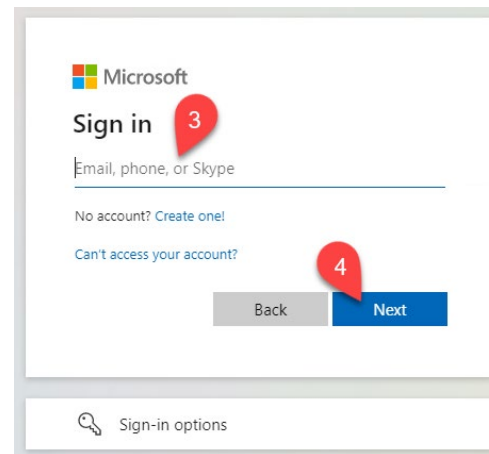 Microsoft
Sign in 3
Email, phone, or Skype
No account? Create one!
Can't access your account?
4
Back Next
Sign-in options